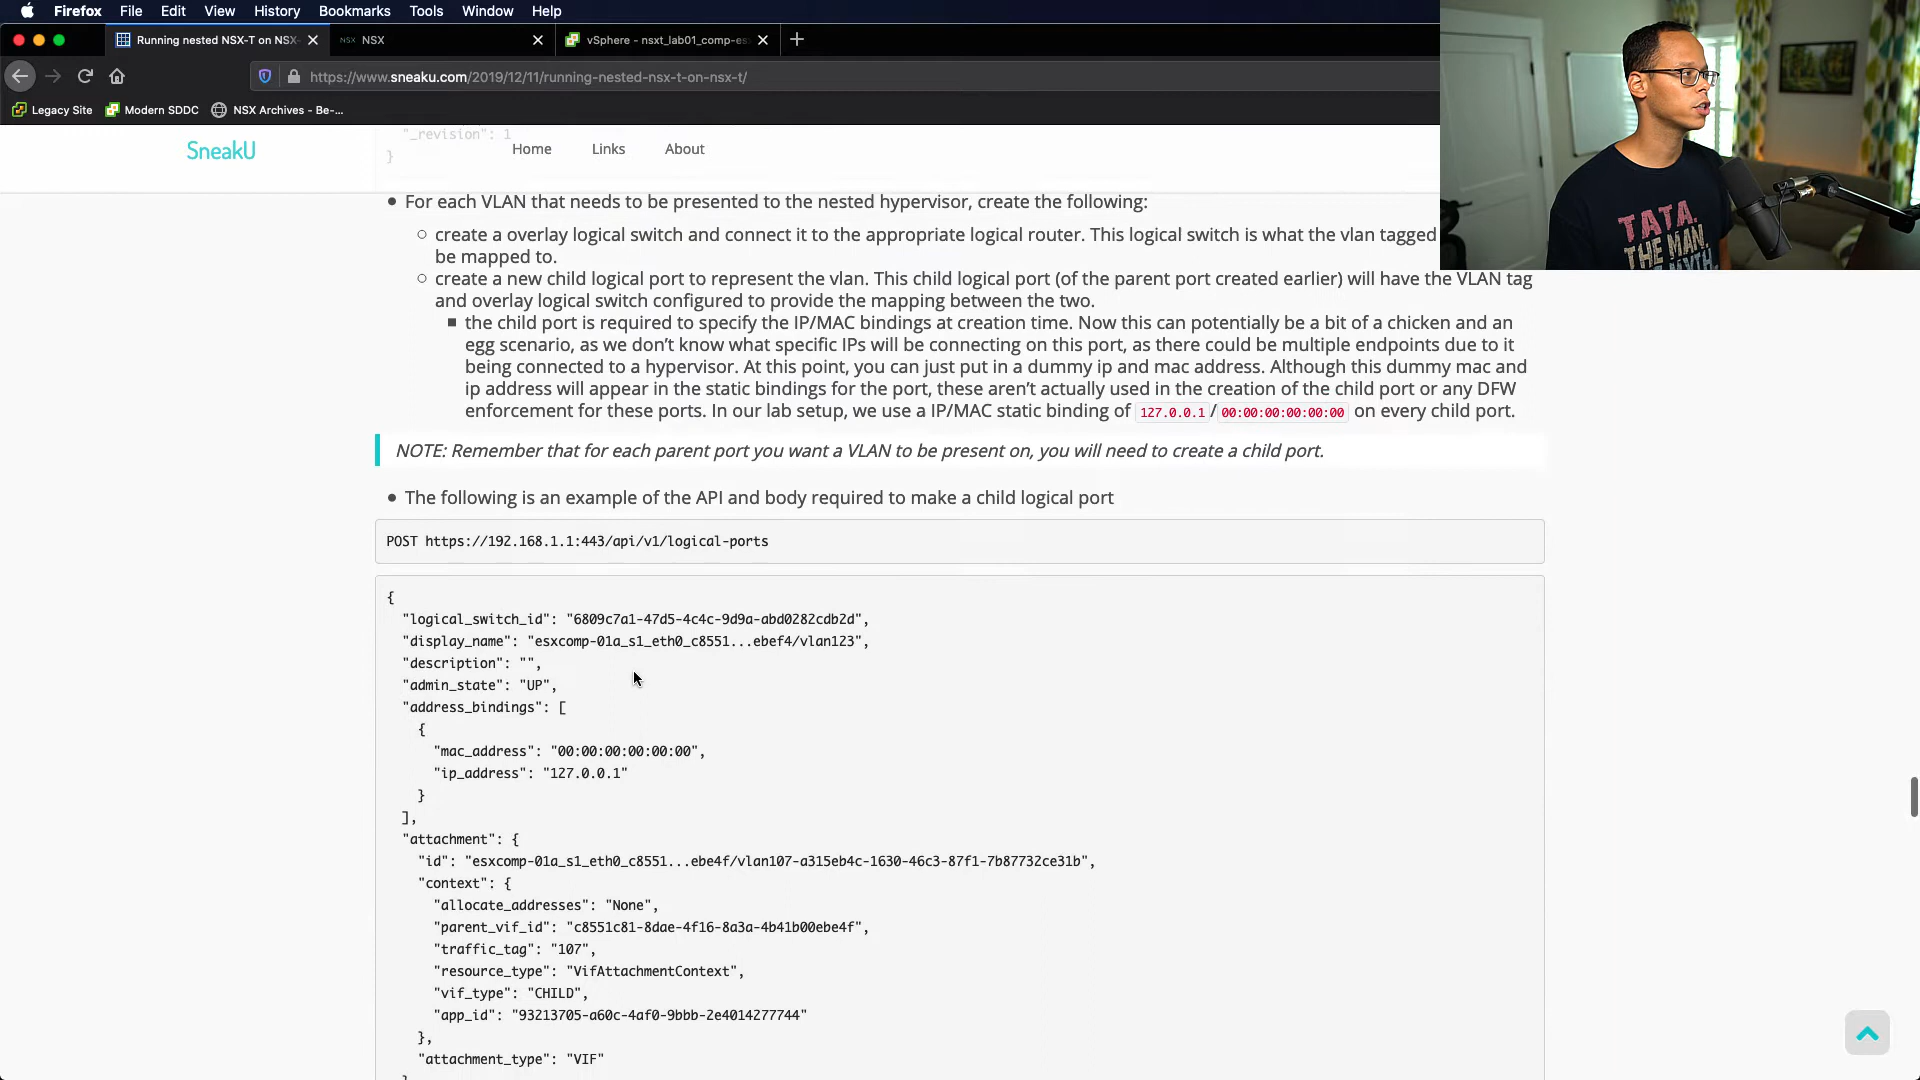 Firefox File Edit View History Bookmarks Tools Window Help
Running nested NSX-T on NSX-
NSX NSX
vSphere - nsxt_lab01_comp-es
https://www.sneaku.com/2019/12/11/running-nested-nsx-t-on-nsx-t/
Legacy Site Modern SDDC NSX Archives - Be-...
"_revision": 1
}
SneakU Home Links About
For each VLAN that needs to be presented to the nested hypervisor, create the following:
create a overlay logical switch and connect it to the appropriate logical router. This logical switch is what the vlan tagged
be mapped to.
create a new child logical port to represent the vlan. This child logical port (of the parent port created earlier) will have the VLAN tag
and overlay logical switch configured to provide the mapping between the two.
the child port is required to specify the IP/MAC bindings at creation time. Now this can potentially be a bit of a chicken and an
egg scenario, as we don't know what specific IPs will be connecting on this port, as there could be multiple endpoints due to it
being connected to a hypervisor. At this point, you can just put in a dummy ip and mac address. Although this dummy mac and
ip address will appear in the static bindings for the port, these aren't actually used in the creation of the child port or any DFW
enforcement for these ports. In our lab setup, we use a IP/MAC static binding of 127.0.0.1/00:00:00:00:00:00 on every child port.
NOTE: Remember that for each parent port you want a VLAN to be present on, you will need to create a child port.
The following is an example of the API and body required to make a child logical port
POST https://192.168.1.1:443/api/v1/logical-ports
{
"logical_switch_id": "6809c7a1-47d5-4c4c-9d9a-abd0282cdb2d",
"display_name": "esxcomp-01a_s1_eth0_c8551...ebef4/vlan123",
"description": "",
"admin_state": "UP",
"address_bindings": [
{
"mac_address": "00:00:00:00:00:00",
"ip_address": "127.0.0.1"
}
],
"attachment": {
"id": "esxcomp-01a_s1_eth0_c8551...ebe4f/vlan107-a315eb4c-1630-46c3-87f1-7b87732ce31b",
"context": {
"allocate_addresses": "None",
"parent_vif_id": "c8551c81-8dae-4f16-8a3a-4b41b00ebe4f",
"traffic_tag": "107",
"resource_type": "VifAttachmentContext",
"vif_type": "CHILD",
"app_id": "93213705-a60c-4af0-9bbb-2e4014277744"
},
"attachment_type": "VIF"
TATA.
THE MAN.